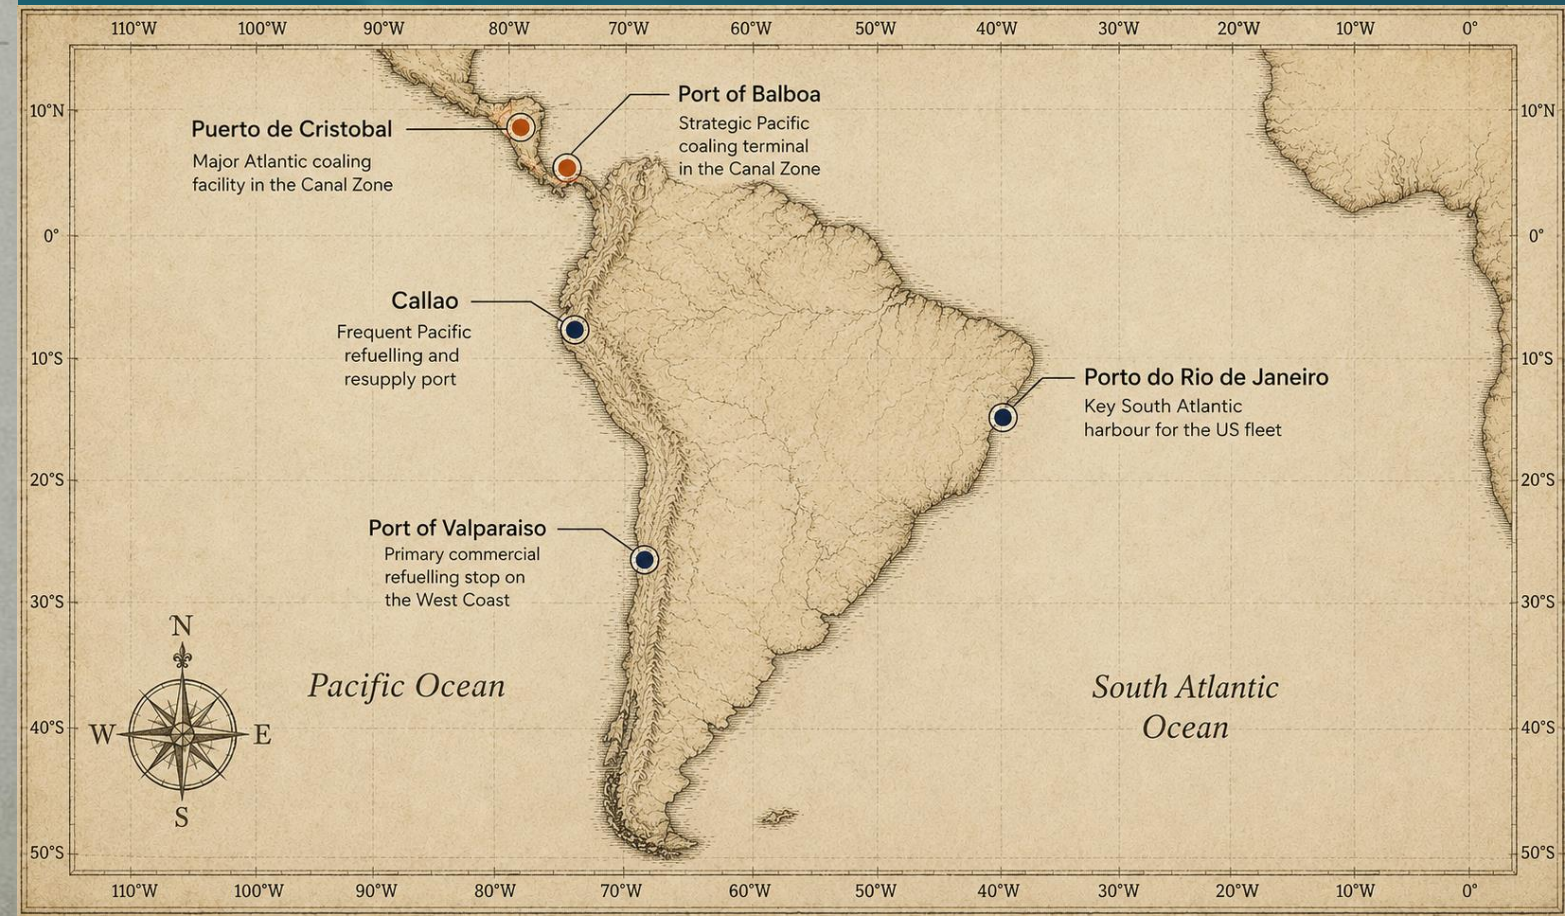 110°W 100°W 90°W 80°W 70°W 60°W 50°W 40°W 30°W 20°W 10°W 0°
10°N
10°N
Puerto de Cristobal
Major Atlantic coaling
facility in the Canal Zone
Port of Balboa
Strategic Pacific
coaling terminal
in the Canal Zone
0°
0°
Callao
Frequent Pacific
refuelling and
resupply port
10°S
10°S
Porto do Rio de Janeiro
Key South Atlantic
harbour for the US fleet
20°S
20°S
Port of Valparaiso
Primary commercial
refuelling stop on
the West Coast
30°S
30°S
N
W
E
S
Pacific Ocean
South Atlantic
Ocean
40°S
40°S
50°S
50°S
110°W 100°W 90°W 80°W 70°W 60°W 50°W 40°W 30°W 20°W 10°W 0°